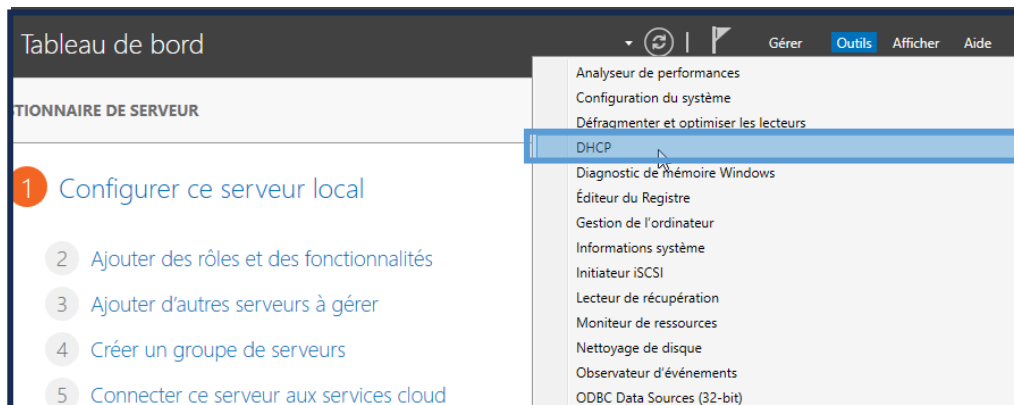 Tableau de bord
Gérer Outils Afficher Aide
TIONNAIRE DE SERVEUR
1 Configurer ce serveur local
2 Ajouter des rôles et des fonctionnalités
3 Ajouter d'autres serveurs à gérer
4 Créer un groupe de serveurs
5 Connecter ce serveur aux services cloud
Analyseur de performances
Configuration du système
Défragmenter et optimiser les lecteurs
DHCP
Diagnostic de mémoire Windows
Éditeur du Registre
Gestion de l'ordinateur
Informations système
Initiateur iSCSI
Lecteur de récupération
Moniteur de ressources
Nettoyage de disque
Observateur d'événements
ODBC Data Sources (32-bit)